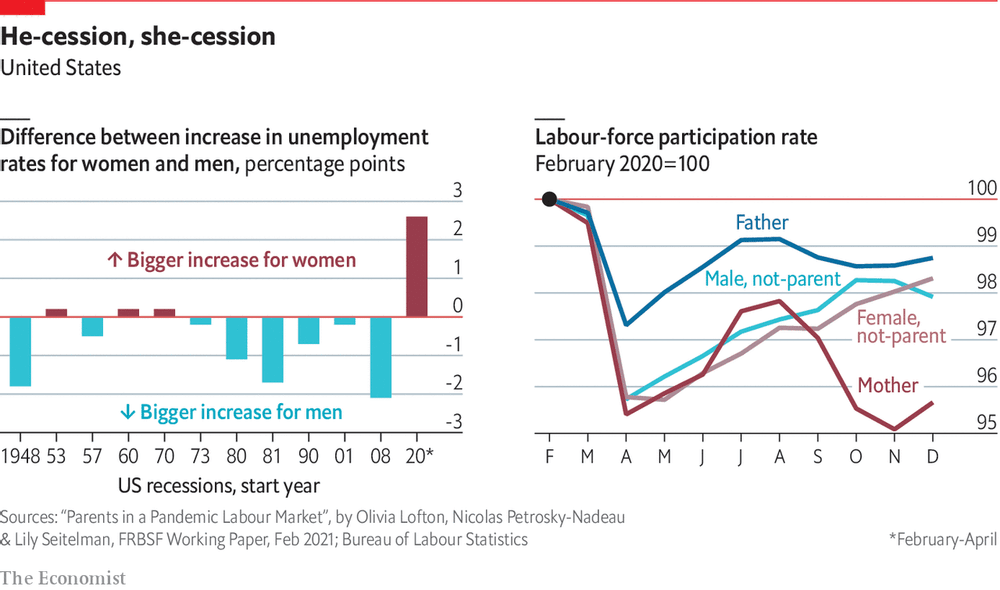 He-cession, she-cession
United States
Difference between increase in unemployment
rates for women and men, percentage points
3
2
1
0
-1
-2
-3
↑ Bigger increase for women
↓ Bigger increase for men
1948 53 57 60 70 73 80 81 90 01 08 20*
US recessions, start year
Labour-force participation rate
February 2020=100
100
99
98
97
96
95
Father
Male, not-parent
Female,
not-parent
Mother
F M A M J J A S O N D
Sources: “Parents in a Pandemic Labour Market”, by Olivia Lofton, Nicolas Petrosky-Nadeau
& Lily Seitelman, FRBSF Working Paper, Feb 2021; Bureau of Labour Statistics
*February-April
The Economist